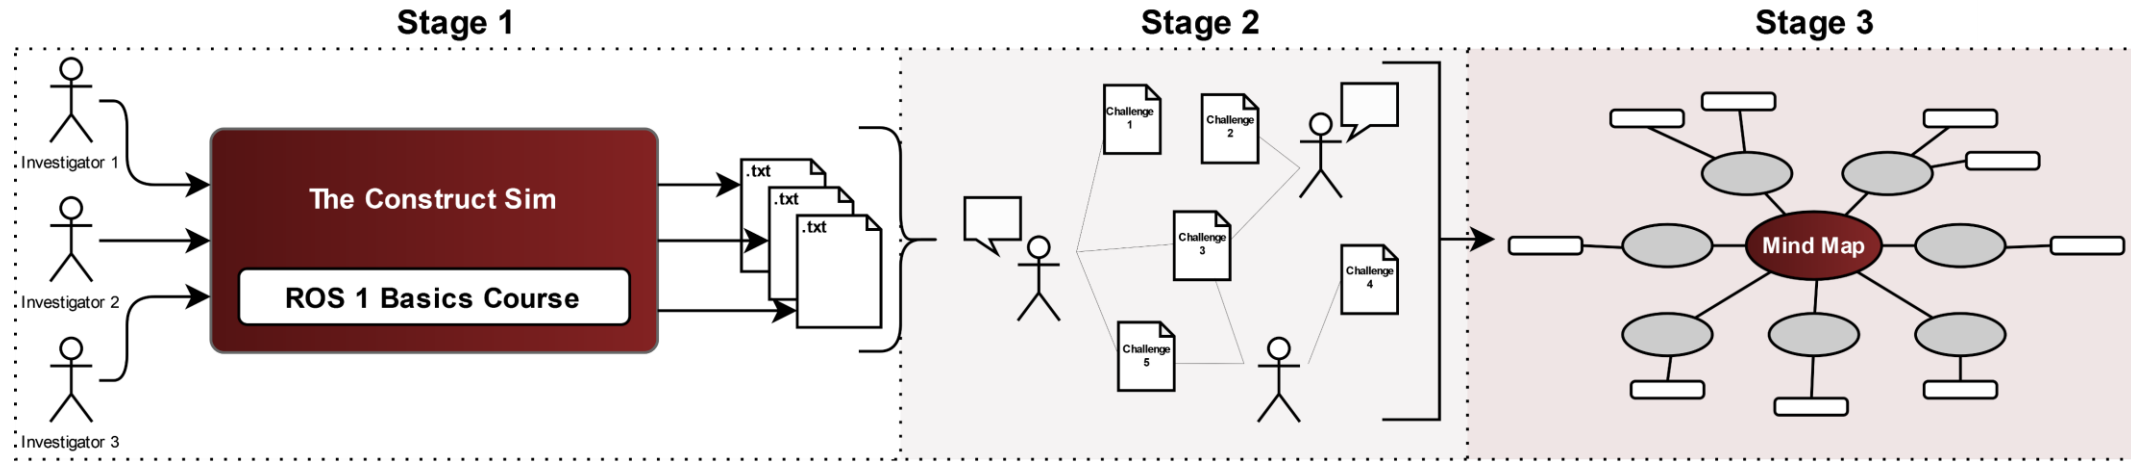 Stage 1
Stage 2
Stage 3
Investigator 1
Investigator 2
Investigator 3
The Construct Sim
ROS 1 Basics Course
.txt
.txt
.txt
Challenge
1
Challenge
2
Challenge
3
Challenge
4
Challenge
5
Mind Map